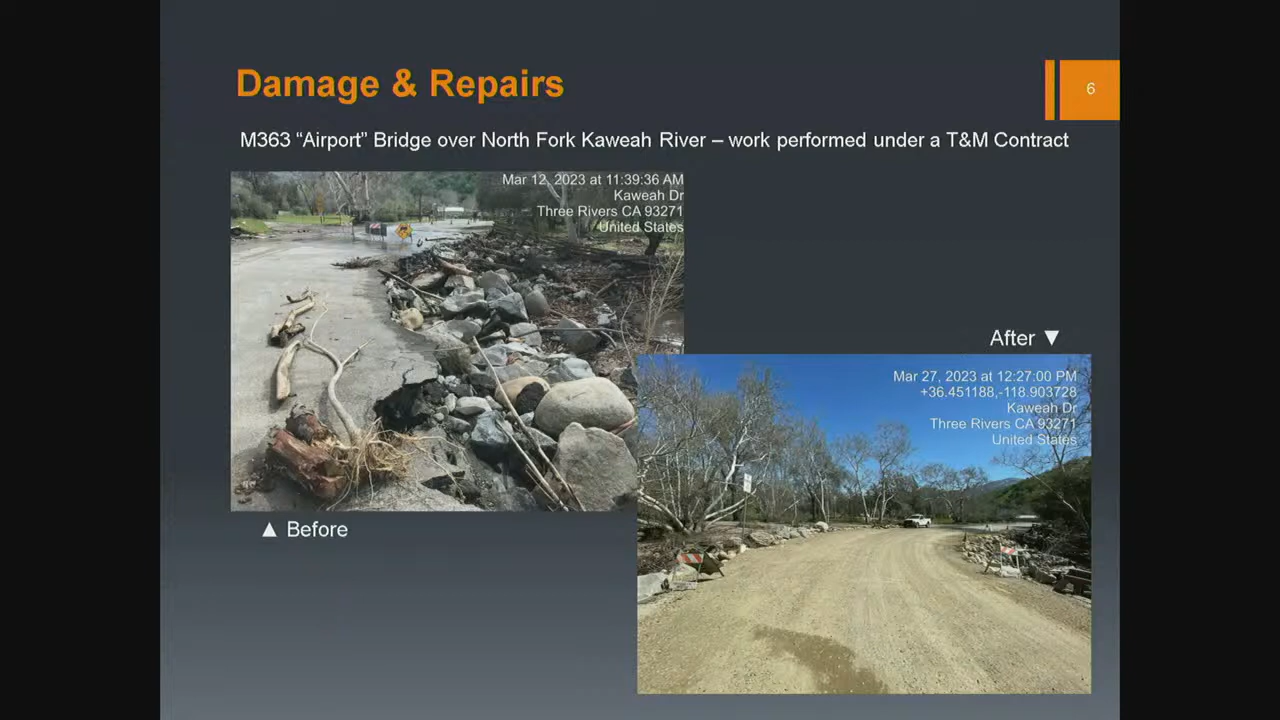 Damage & Repairs
6
M363 “Airport” Bridge over North Fork Kaweah River – work performed under a T&M Contract
Mar 12, 2023 at 11:39:36 AM
Kaweah Dr
Three Rivers CA 93271
United States
▲ Before
After ▼
Mar 27, 2023 at 12:27:00 PM
+36.451188,-118.903728
Kaweah Dr
Three Rivers CA 93271
United States